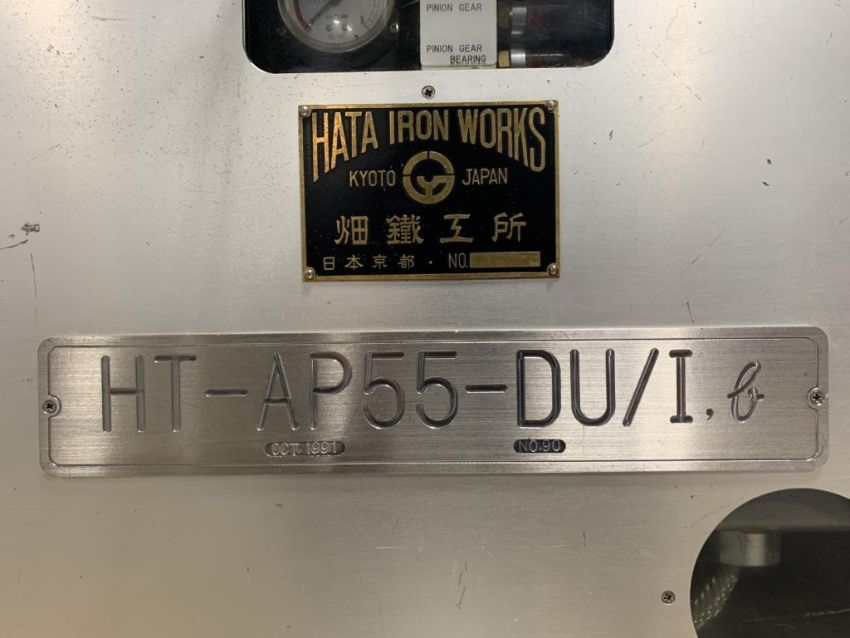 PINION GEAR
PINION GEAR
BEARING
HATA IRON WORKS
KYOTO JAPAN
畑鐵工所
日本京都・NO.
HT-AP55-DU/I,b
OCT.1991 NO.90